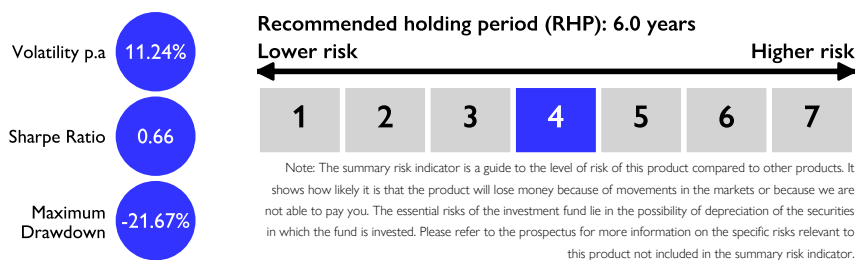 Volatility p.a
11.24%
Sharpe Ratio
0.66
Maximum
Drawdown
-21.67%
Recommended holding period (RHP): 6.0 years
Lower risk
Higher risk
1
2
3
4
5
6
7
Note: The summary risk indicator is a guide to the level of risk of this product compared to other products. It
shows how likely it is that the product will lose money because of movements in the markets or because we are
not able to pay you. The essential risks of the investment fund lie in the possibility of depreciation of the securities
in which the fund is invested. Please refer to the prospectus for more information on the specific risks relevant to
this product not included in the summary risk indicator.